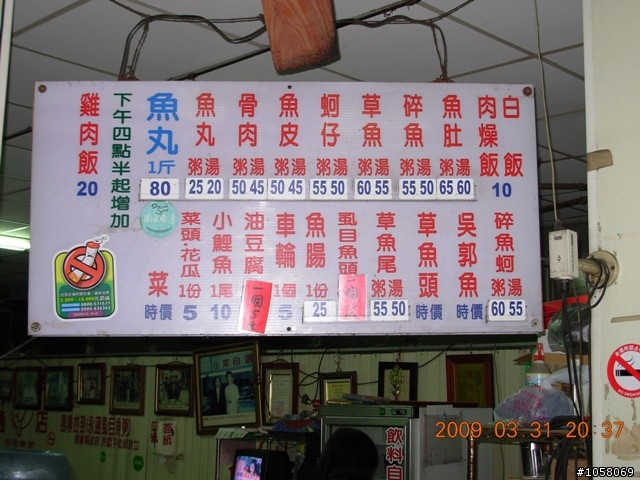 雞肉飯 20
下午四點半起增加
魚丸 1斤 80
魚丸 粥湯 25 20
骨肉 粥湯 50 45
魚皮 粥湯 50 45
蚵仔 粥湯 55 50
草魚 粥湯 60 55
碎魚 粥湯 55 50
魚肚 粥湯 65 60
肉燥飯
白飯
10
菜 時價
菜頭.花瓜 1份 5
小鯉魚 1尾 10
油豆腐
車輪 1個 5
魚腸 1份 25
虱目魚頭
草魚尾 粥湯 55 50
草魚頭 時價
吳郭魚 時價
碎魚蚵 粥湯 60 55
店
飲料自
2009 03 31 20:37
#1058069